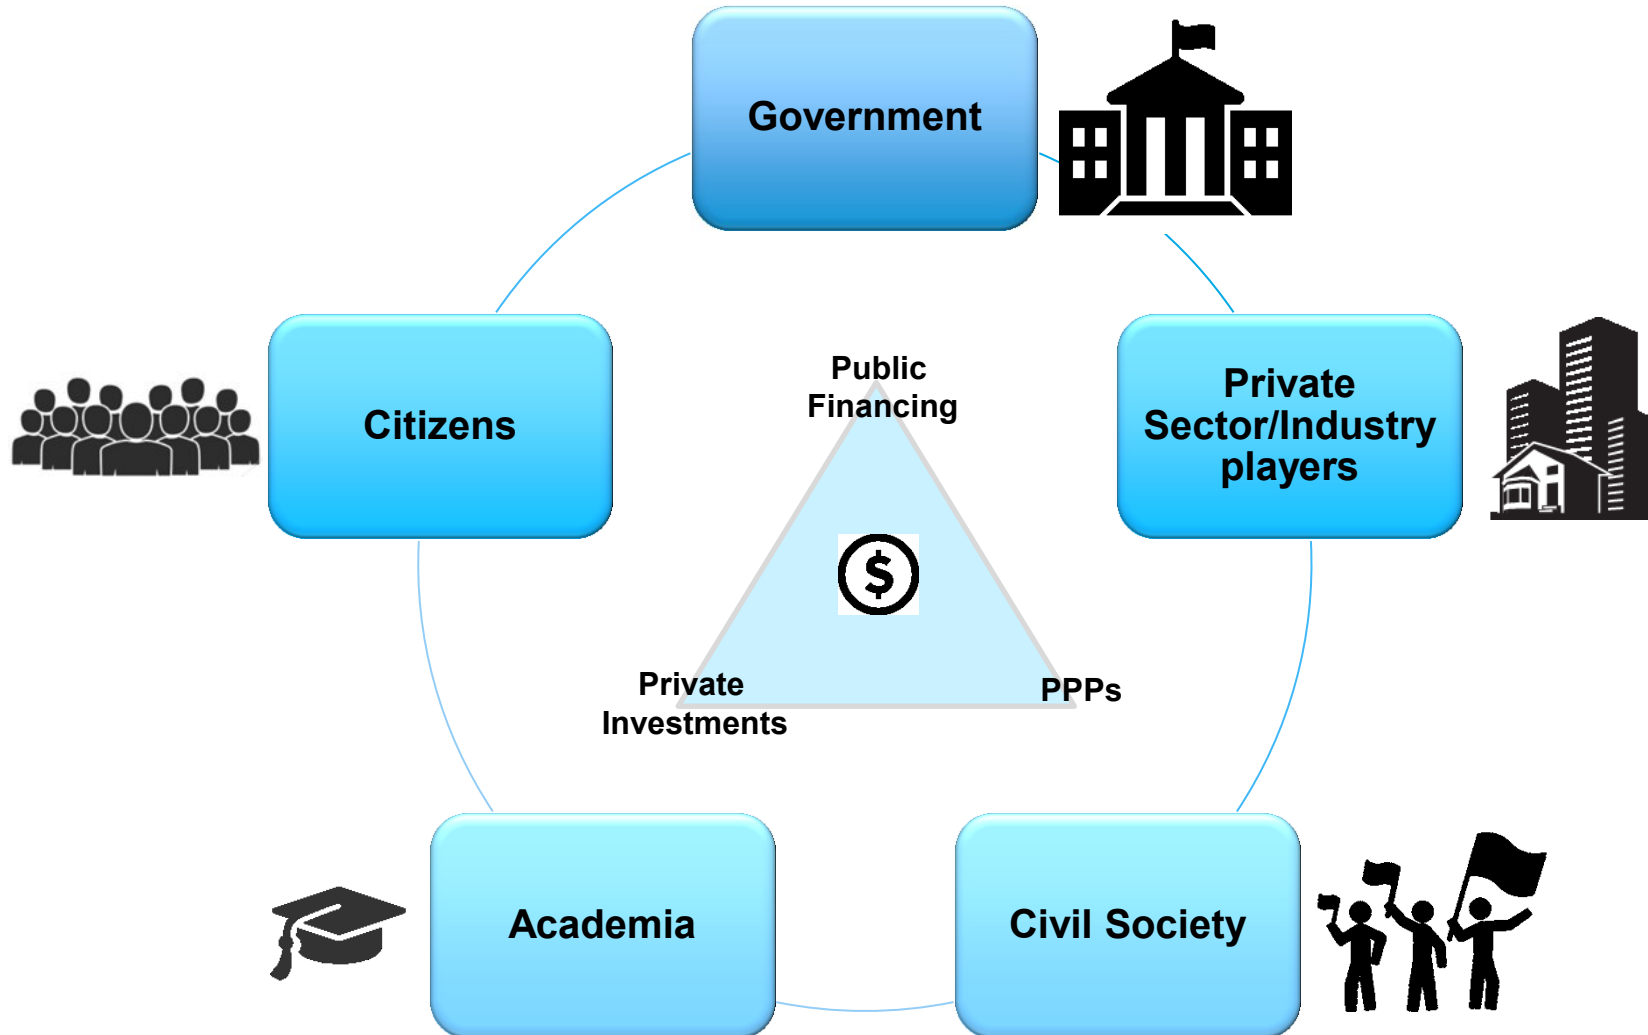 Government
Citizens
Private
Sector/Industry
players
Public
Financing
$
Private
Investments
PPPs
Academia
Civil Society